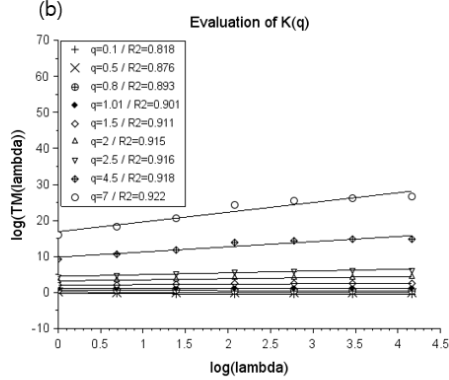 (b)
Evaluation of K(q)
log(TM(lambda))
70
60
50
40
30
20
10
0
-10
q=0.1 / R2=0.818
q=0.5 / R2=0.876
q=0.8 / R2=0.893
q=1.01 / R2=0.901
q=1.5 / R2=0.911
q=2 / R2=0.915
q=2.5 / R2=0.916
q=4.5 / R2=0.918
q=7 / R2=0.922
0 0.5 1 1.5 2 2.5 3 3.5 4 4.5
log(lambda)